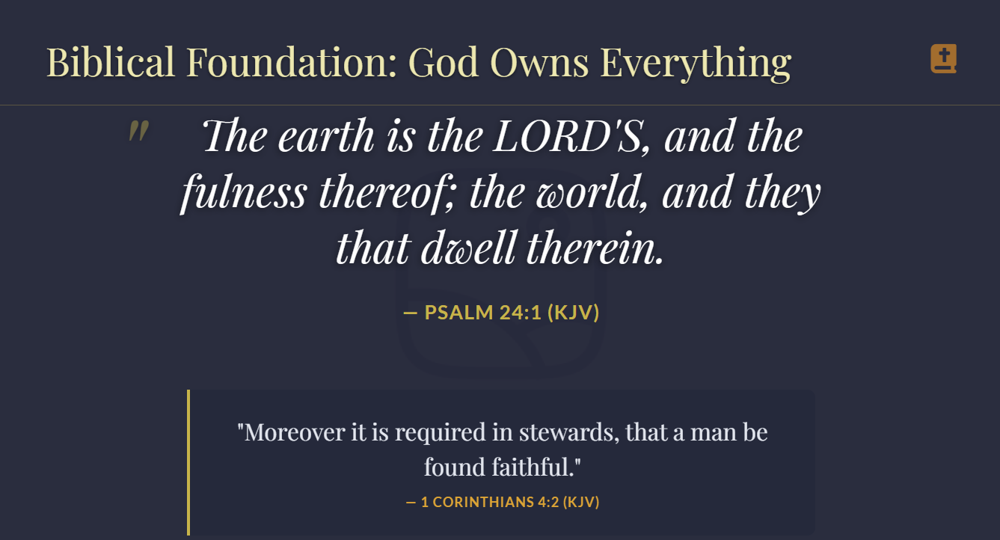 Biblical Foundation: God Owns Everything
"
The earth is the LORD'S, and the
fulness thereof; the world, and they
that dwell therein.
— PSALM 24:1 (KJV)
"Moreover it is required in stewards, that a man be
found faithful."
— 1 CORINTHIANS 4:2 (KJV)